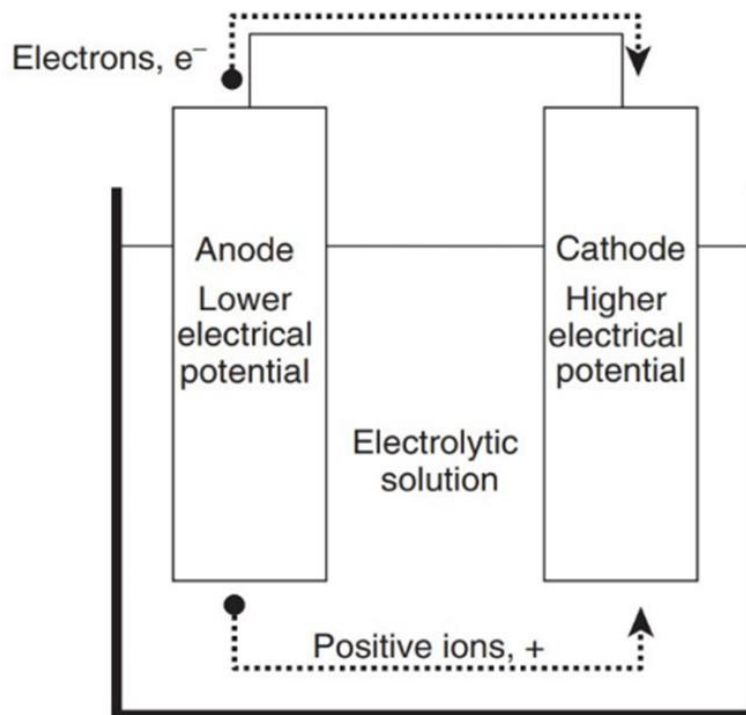 Electrons, e⁻
Anode
Lower
electrical
potential
Cathode
Higher
electrical
potential
Electrolytic
solution
Positive ions, +